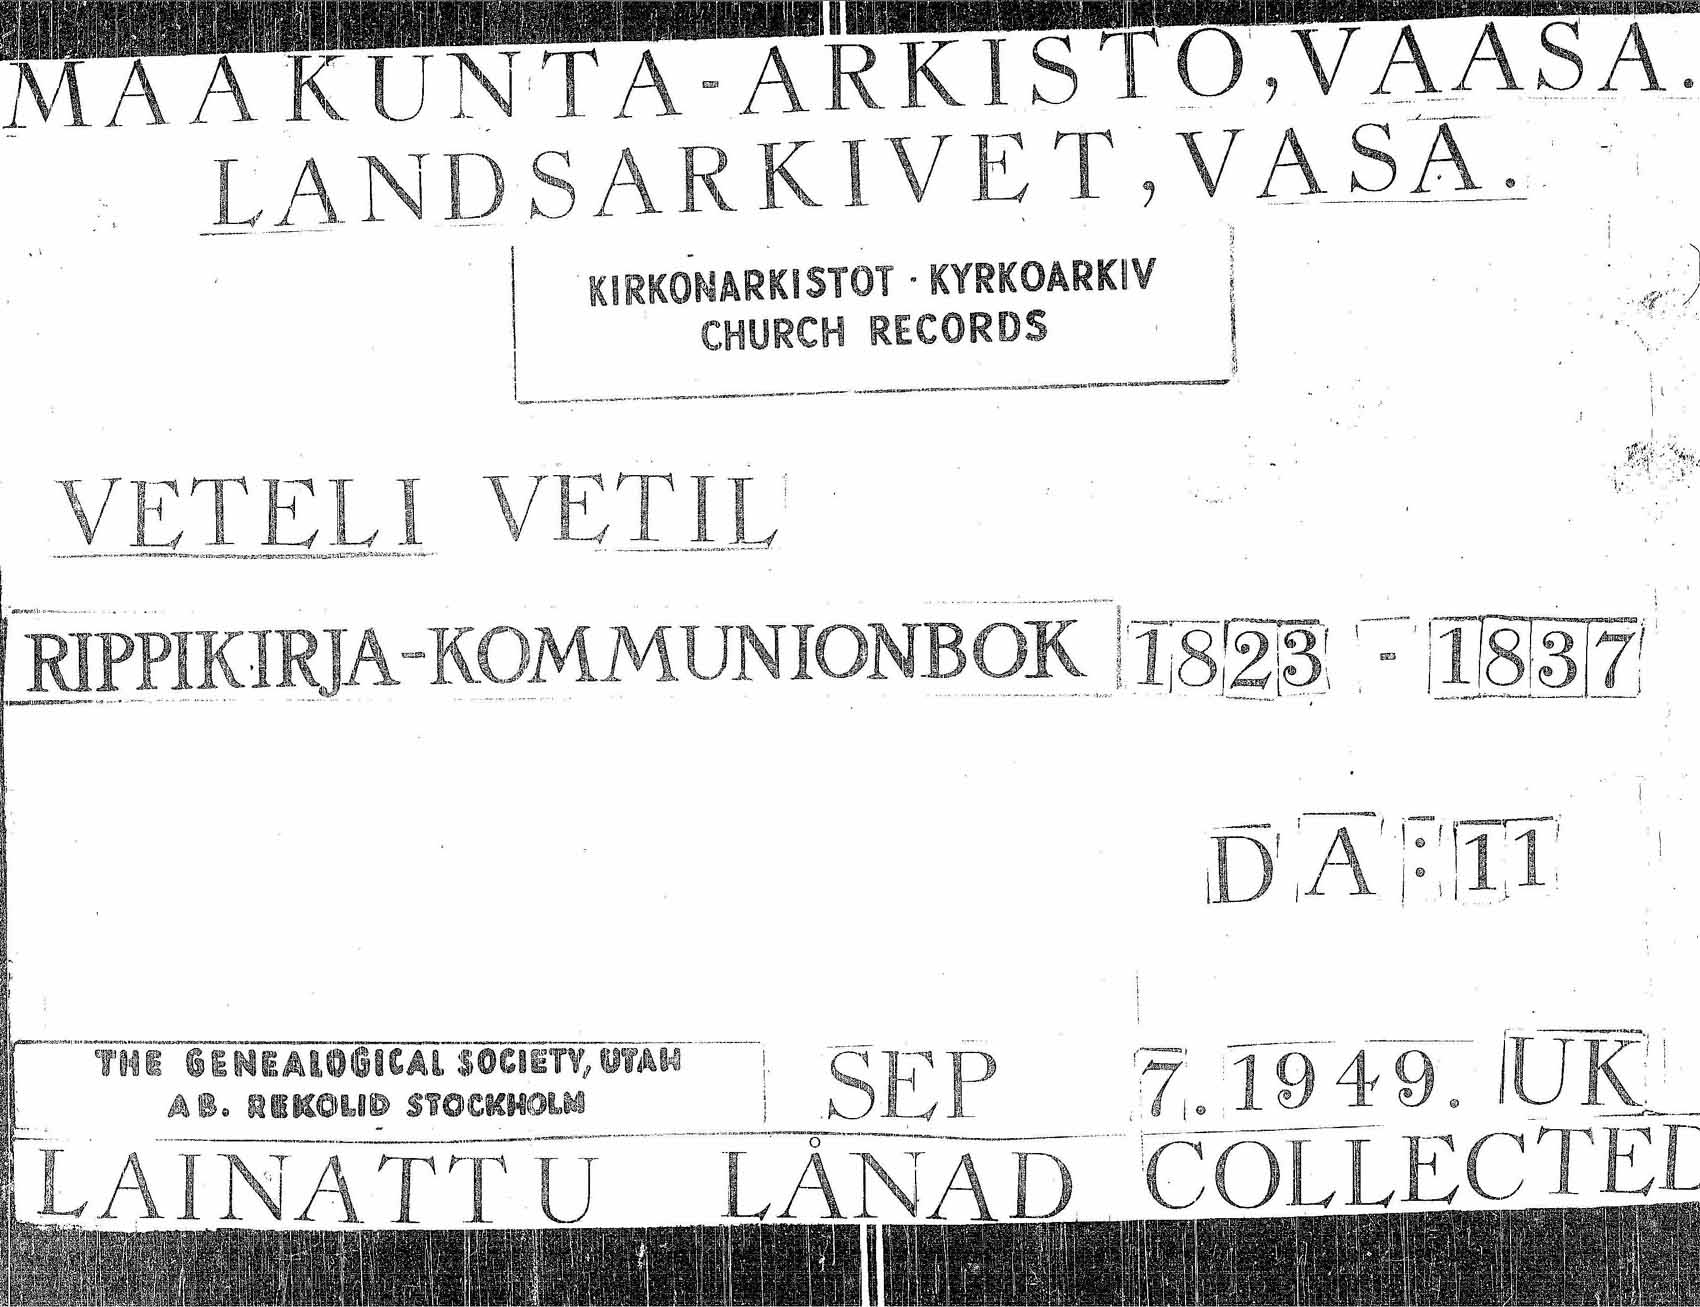 MAAKUNTA-ARKISTO, VAASA.
LANDSARKIVET, VASA.
KIRKONARKISTOT · KYRKOARKIV
CHURCH RECORDS
VETELI VETIL
RIPPIKIRJA-KOMMUNIONBOK 1823 - 1837
DA:11
THE GENEALOGICAL SOCIETY, UTAH
AB. REKOLID STOCKHOLM
SEP 7. 1949. UK
LAINATTU LÅNAD COLLECTED